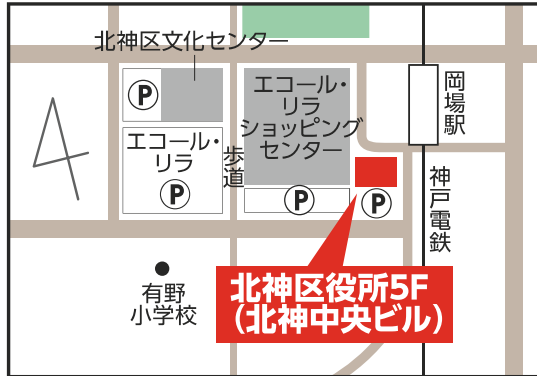 北神区文化センター
P
エコール・
リラ
P
歩道
エコール・
リラ
ショッピング
センター
P
P
岡場駅
神戸電鉄
有野
小学校
北神区役所5F
（北神中央ビル）